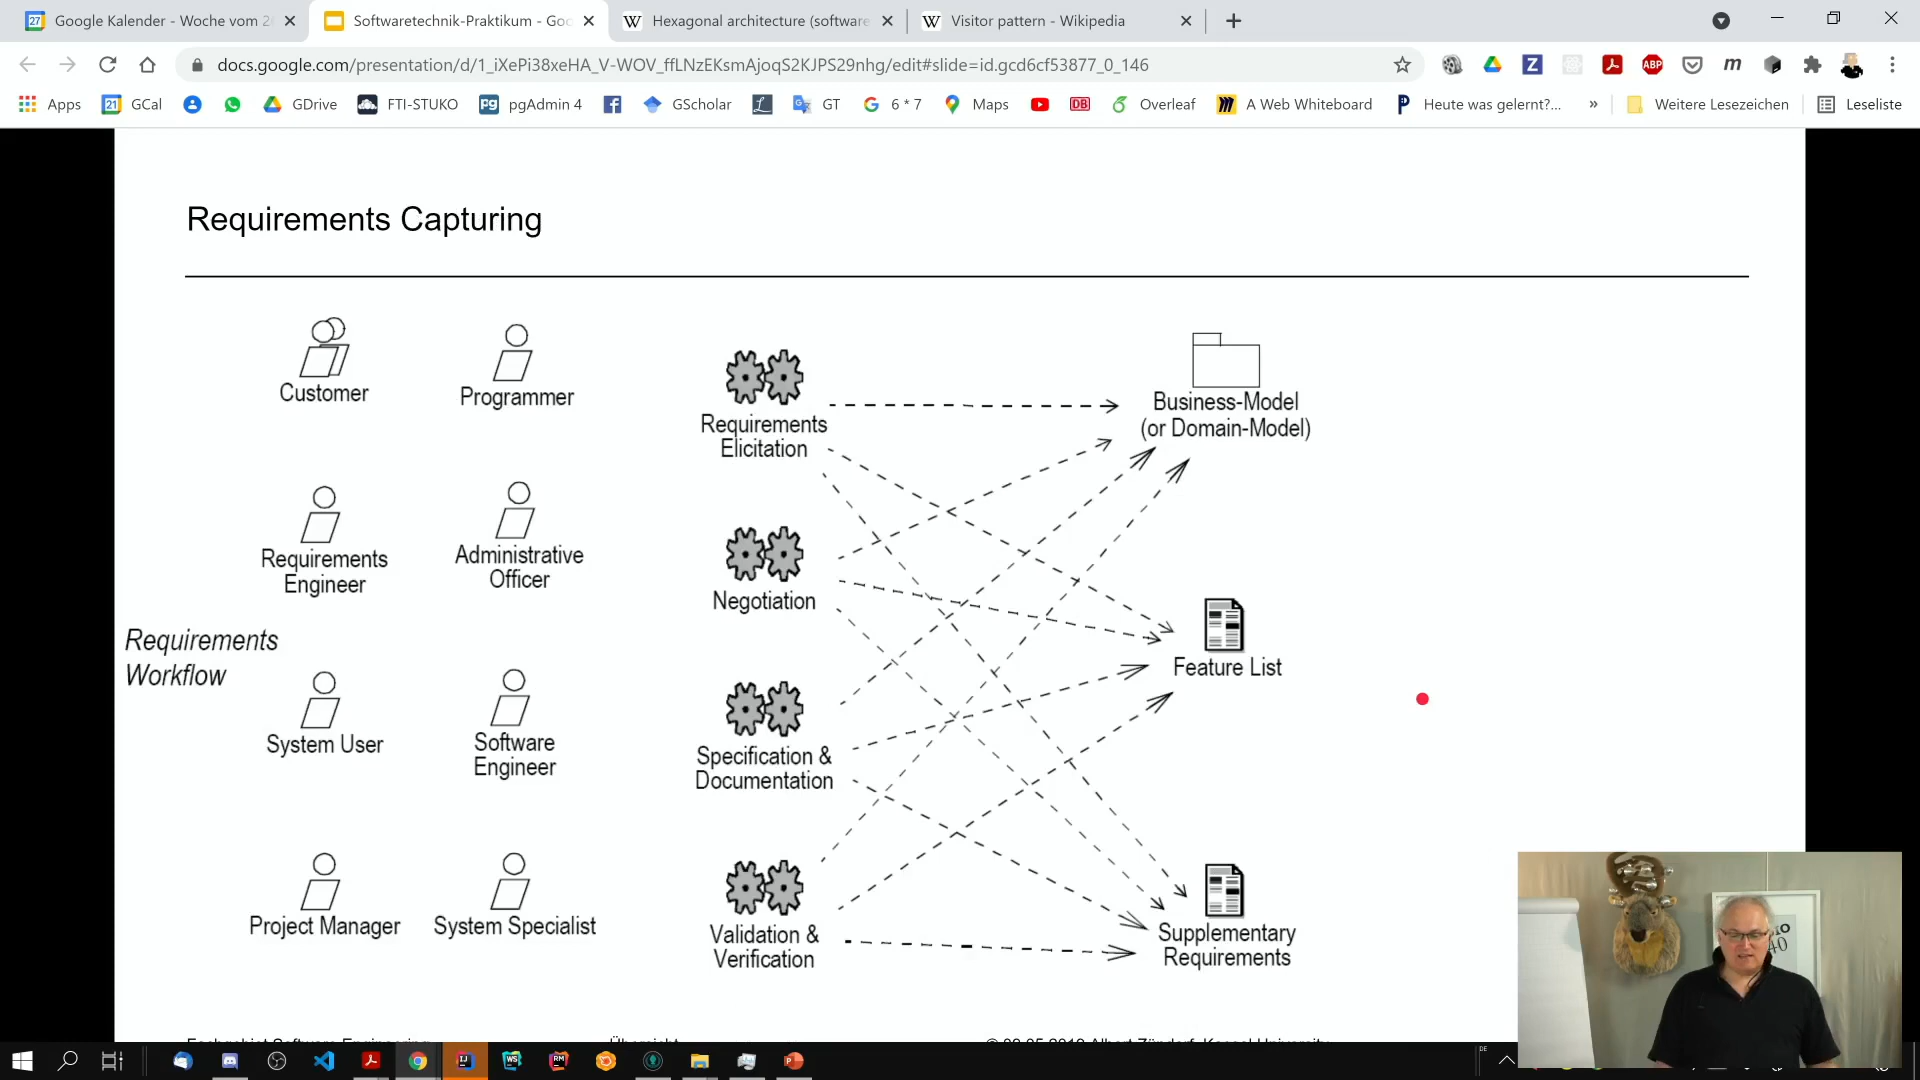 Google Kalender - Woche vom 2
Softwaretechnik-Praktikum - Goo
Hexagonal architecture (software
Visitor pattern - Wikipedia
docs.google.com/presentation/d/1_iXePi38xeHA_V-WOV_ffLNzEKsmAjoqS2KJPS29nhg/edit#slide=id.gcd6cf53877_0_146
Apps
GCal
GDrive
FTI-STUKO
pgAdmin 4
GScholar
GT
6 * 7
Maps
Overleaf
A Web Whiteboard
Heute was gelernt?...
»
Weitere Lesezeichen
Leseliste
Requirements Capturing
Customer
Programmer
Requirements
Elicitation
Business-Model
(or Domain-Model)
Requirements
Engineer
Administrative
Officer
Negotiation
Requirements
Workflow
Feature List
System User
Software
Engineer
Specification &
Documentation
Project Manager
System Specialist
Validation &
Verification
Supplementary
Requirements